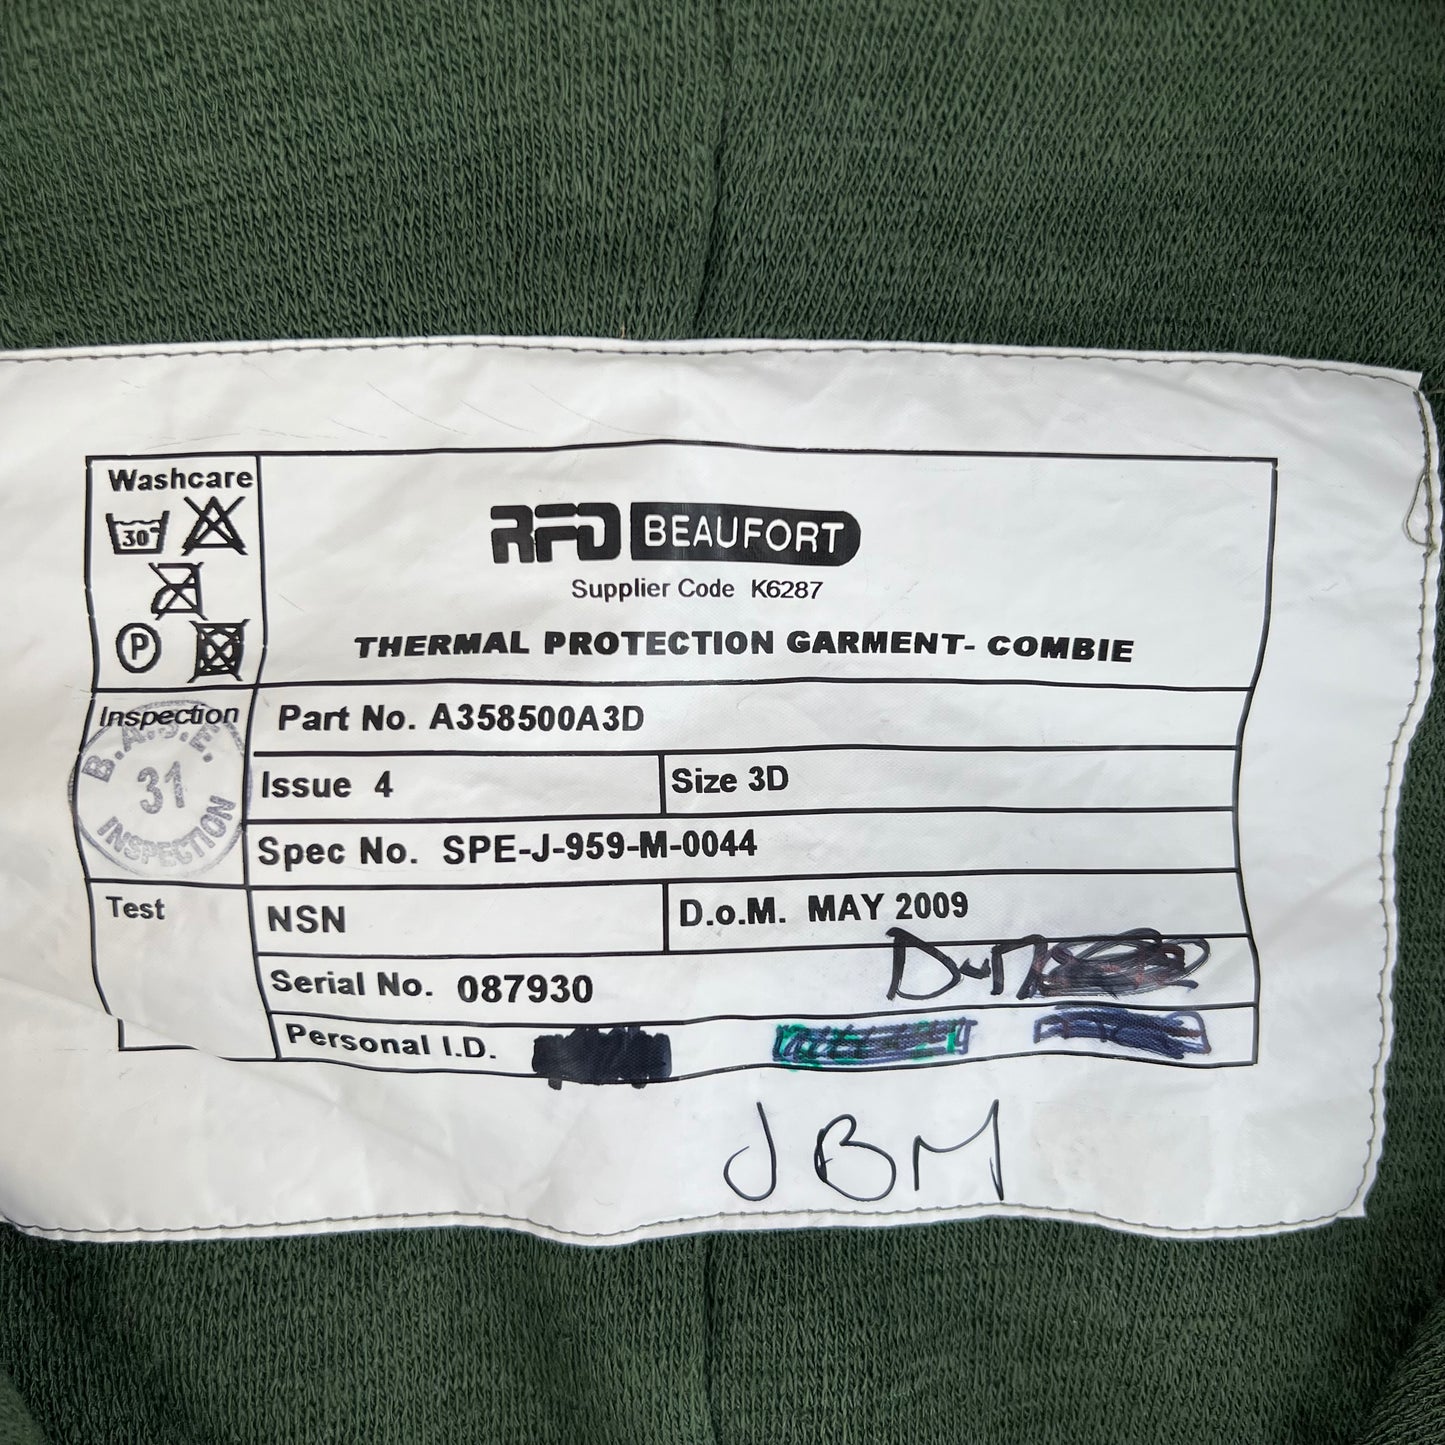 Washcare
30
P
RFD BEAUFORT
Supplier Code K6287
THERMAL PROTECTION GARMENT- COMBIE
Inspection
B.A.S.E.
31
INSPECTION
Part No. A358500A3D
Issue 4
Size 3D
Spec No. SPE-J-959-M-0044
Test
NSN
D.o.M. MAY 2009
Serial No. 087930
Personal I.D.
JBM